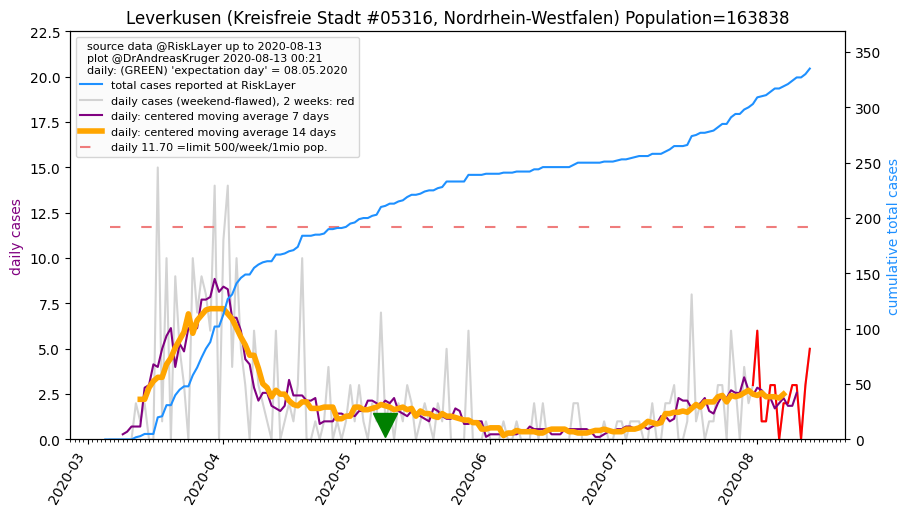 Leverkusen (Kreisfreie Stadt #05316, Nordrhein-Westfalen) Population=163838
source data @RiskLayer up to 2020-08-13
plot @DrAndreasKruger 2020-08-13 00:21
daily: (GREEN) 'expectation day' = 08.05.2020
total cases reported at RiskLayer
daily cases (weekend-flawed), 2 weeks: red
daily: centered moving average 7 days
daily: centered moving average 14 days
daily 11.70 =limit 500/week/1mio pop.
daily cases
22.5
20.0
17.5
15.0
12.5
10.0
7.5
5.0
2.5
0.0
cumulative total cases
350
300
250
200
150
100
50
0
2020-03
2020-04
2020-05
2020-06
2020-07
2020-08